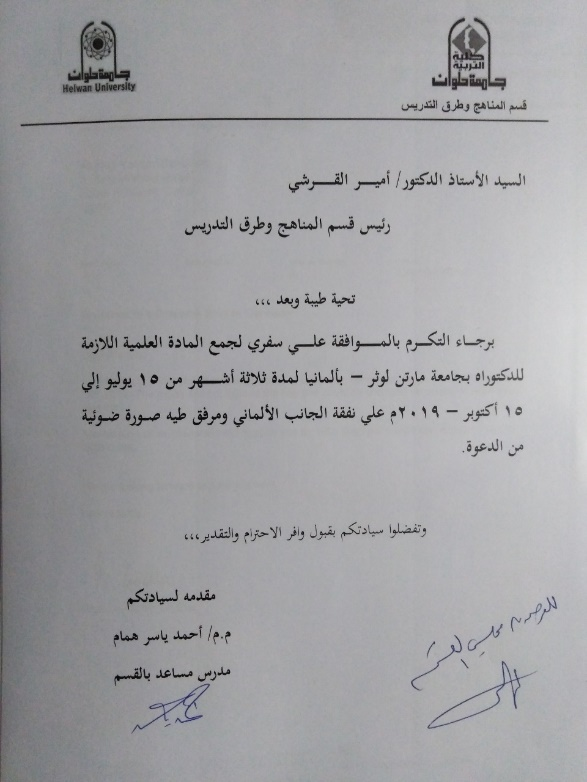 جامعة حلوان
Helwan University
كلية
التربية
جامعة حلوان
قسم المناهج وطرق التدريس
السيد الأستاذ الدكتور/ أمير القرشي
رئيس قسم المناهج وطرق التدريس
تحية طيبة وبعد ,,,
برجاء التكرم بالموافقة علي سفري لجمع المادة العلمية اللازمة
للدكتوراه بجامعة مارتن لوثر – بألمانيا لمدة ثلاثة أشهر من ١٥ يوليو إلي
١٥ أكتوبر – ٢٠١٩م علي نفقة الجانب الألماني ومرفق طيه صورة ضوئية
من الدعوة.
وتفضلوا سيادتكم بقبول وافر الاحترام والتقدير,,,
مقدمه لسيادتكم
م.م/ أحمد ياسر همام
مدرس مساعد بالقسم